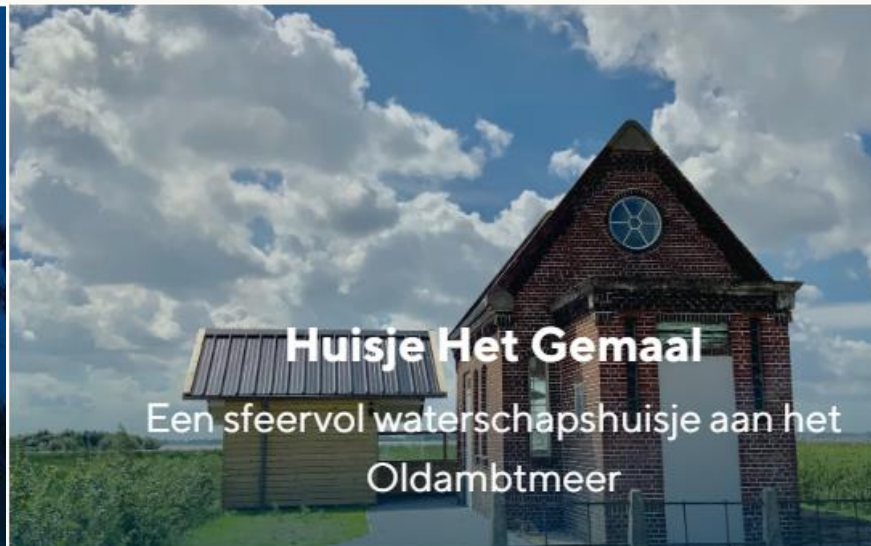 Huisje Het Gemaal
Een sfeervol waterschapshuisje aan het
Oldambtmeer